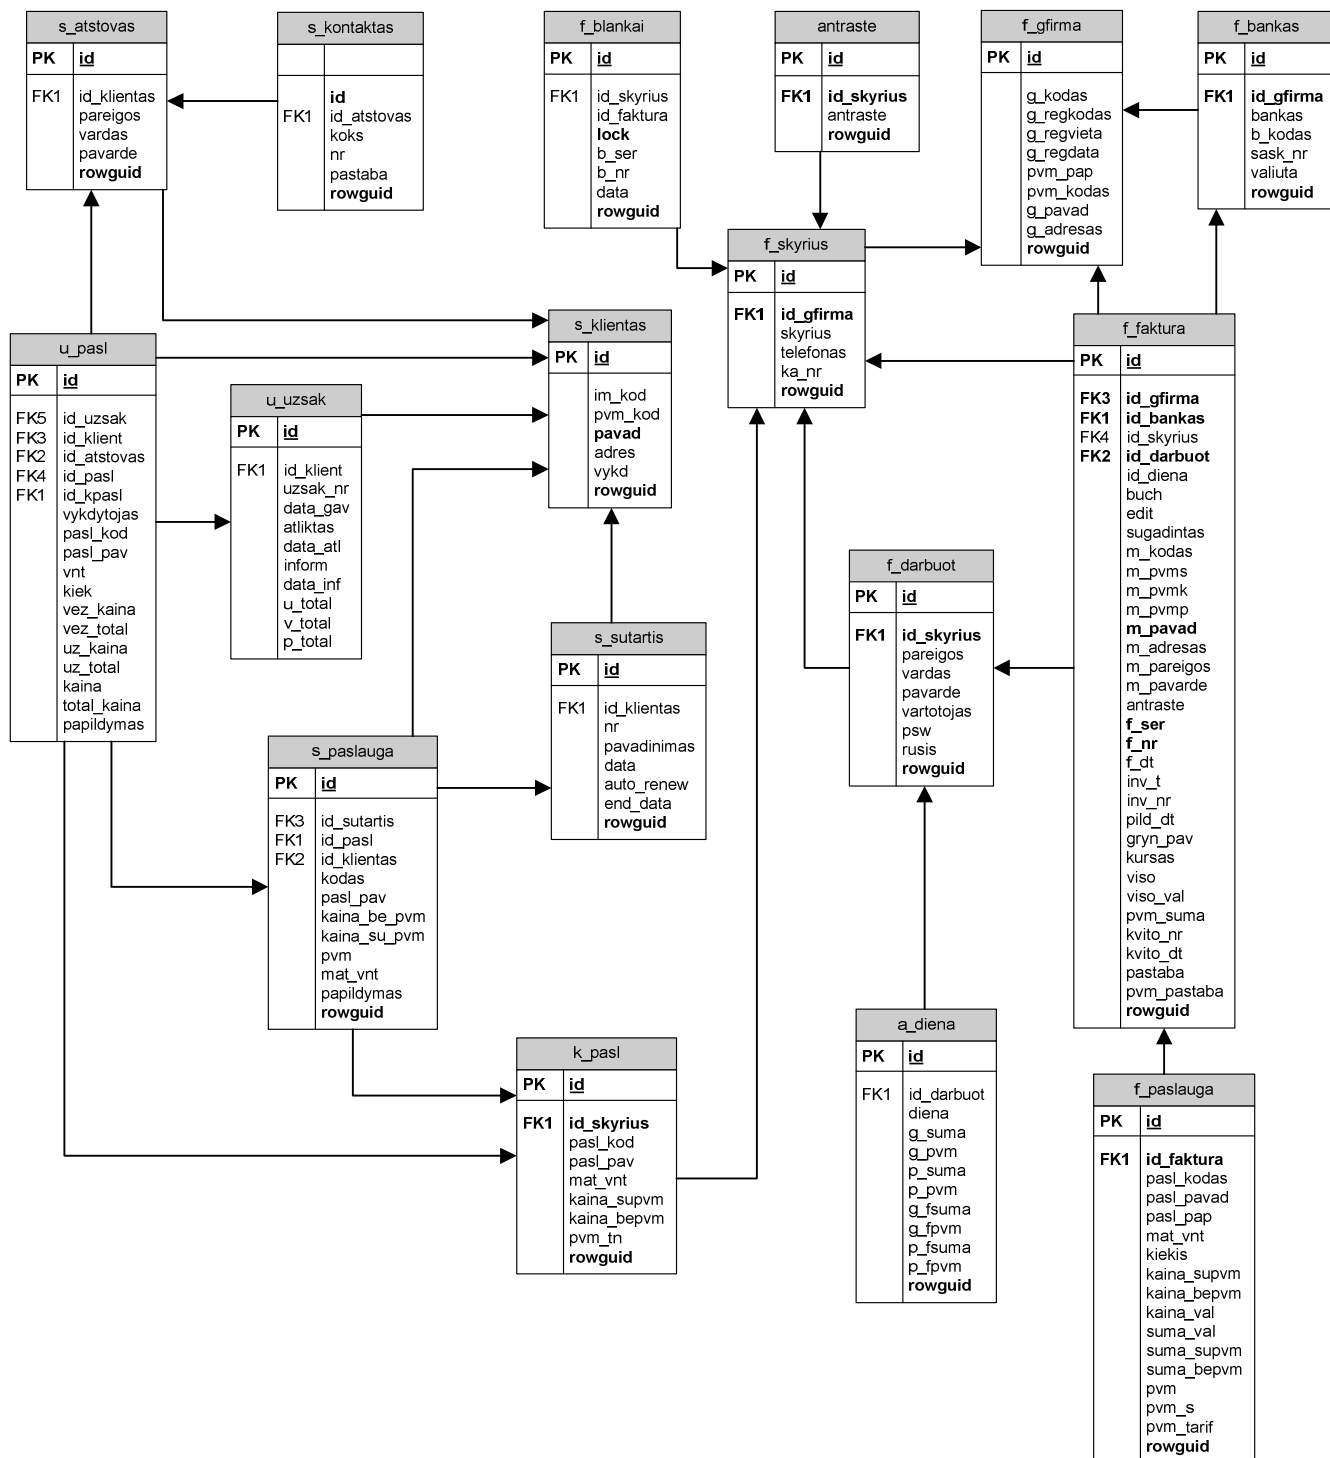 s_atstovas
PK id
FK1 id_klientas
pareigos
vardas
pavarde
rowguid
s_kontaktas
id
FK1 id_atstovas
koks
nr
pastaba
rowguid
f_blankai
PK id
FK1 id_skyrius
id_faktura
lock
b_ser
b_nr
data
rowguid
antraste
PK id
FK1 id_skyrius
antraste
rowguid
f_gfirma
PK id
g_kodas
g_regkodas
g_regvieta
g_regdata
pvm_pap
pvm_kodas
g_pavad
g_adresas
rowguid
f_bankas
PK id
FK1 id_gfirma
bankas
b_kodas
sask_nr
valiuta
rowguid
f_skyrius
PK id
FK1 id_gfirma
skyrius
telefonas
ka_nr
rowguid
s_klientas
PK id
im_kod
pvm_kod
pavad
adres
vykd
rowguid
f_faktura
PK id
FK3 id_gfirma
FK1 id_bankas
FK4 id_skyrius
FK2 id_darbuot
id_diena
buch
edit
sugadintas
m_kodas
m_pvms
m_pvmk
m_pvmp
m_pavad
m_adresas
m_pareigos
m_pavarde
antraste
f_ser
f_nr
f_dt
inv_t
inv_nr
pild_dt
gryn_pav
kursas
viso
viso_val
pvm_suma
kvito_nr
kvito_dt
pastaba
pvm_pastaba
rowguid
u_pasl
PK id
FK5 id_uzsak
FK3 id_klient
FK2 id_atstovas
FK4 id_pasl
FK1 id_kpasl
vykdytojas
pasl_kod
pasl_pav
vnt
kiek
vez_kaina
vez_total
uz_kaina
uz_total
kaina
total_kaina
papildymas
u_uzsak
PK id
FK1 id_klient
uzsak_nr
data_gav
atliktas
data_atl
inform
data_inf
u_total
v_total
p_total
f_darbuot
PK id
FK1 id_skyrius
pareigos
vardas
pavarde
vartotojas
psw
rusis
rowguid
s_sutartis
PK id
FK1 id_klientas
nr
pavadinimas
data
auto_renew
end_data
rowguid
s_paslauga
PK id
FK3 id_sutartis
FK1 id_pasl
FK2 id_klientas
kodas
pasl_pav
kaina_be_pvm
kaina_su_pvm
pvm
mat_vnt
papildymas
rowguid
a_diena
PK id
FK1 id_darbuot
diena
g_suma
g_pvm
p_suma
p_pvm
g_fsuma
g_fpvm
p_fsuma
p_fpvm
rowguid
k_pasl
PK id
FK1 id_skyrius
pasl_kod
pasl_pav
mat_vnt
kaina_supvm
kaina_bepvm
pvm_tn
rowguid
f_paslauga
PK id
FK1 id_faktura
pasl_kodas
pasl_pavad
pasl_pap
mat_vnt
kiekis
kaina_supvm
kaina_bepvm
kaina_val
suma_val
suma_supvm
suma_bepvm
pvm
pvm_s
pvm_tarif
rowguid